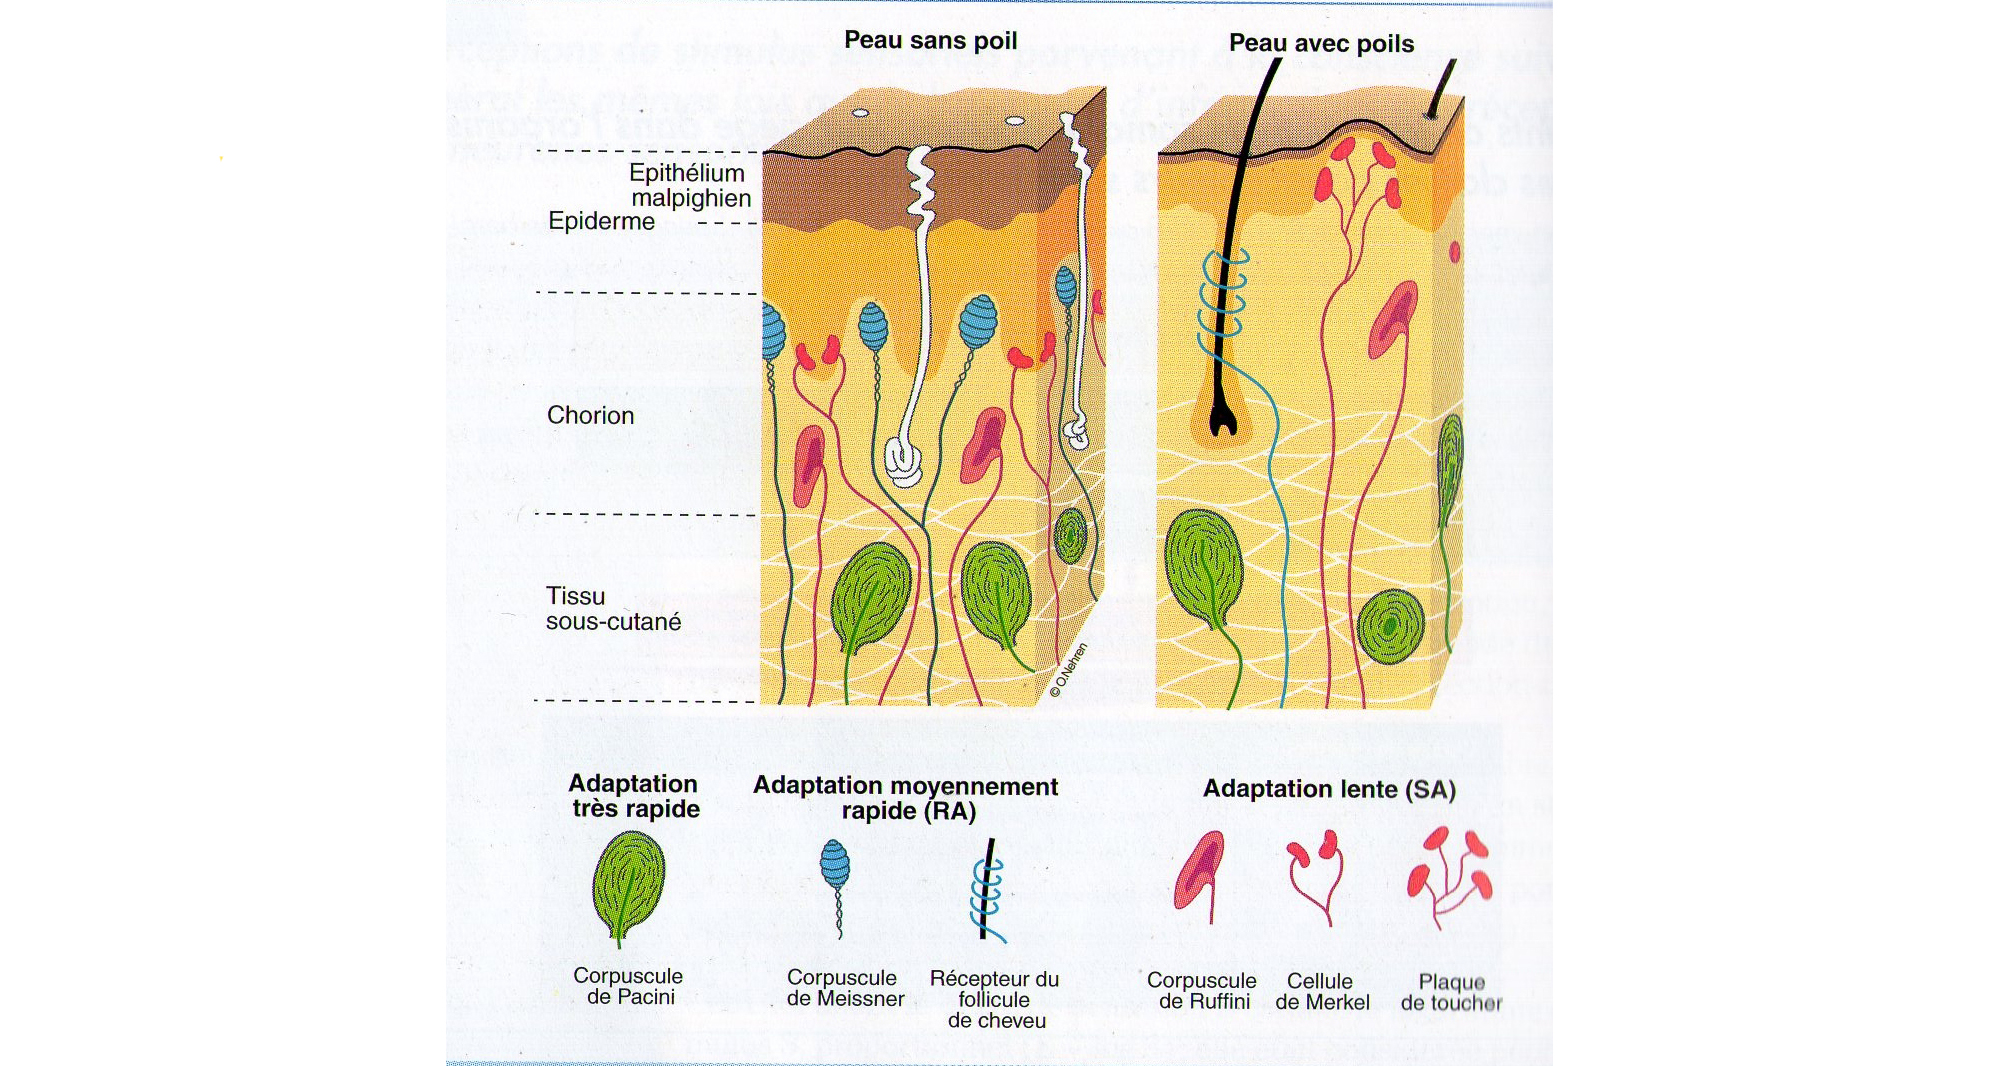 Peau sans poil
Peau avec poils
Epithélium
malpighien
Epiderme
Chorion
Tissu
sous-cutané
© O.Nehren
Adaptation
très rapide
Adaptation moyennement
rapide (RA)
Adaptation lente (SA)
Corpuscule
de Pacini
Corpuscule
de Meissner
Récepteur du
follicule
de cheveu
Corpuscule
de Ruffini
Cellule
de Merkel
Plaque
de toucher